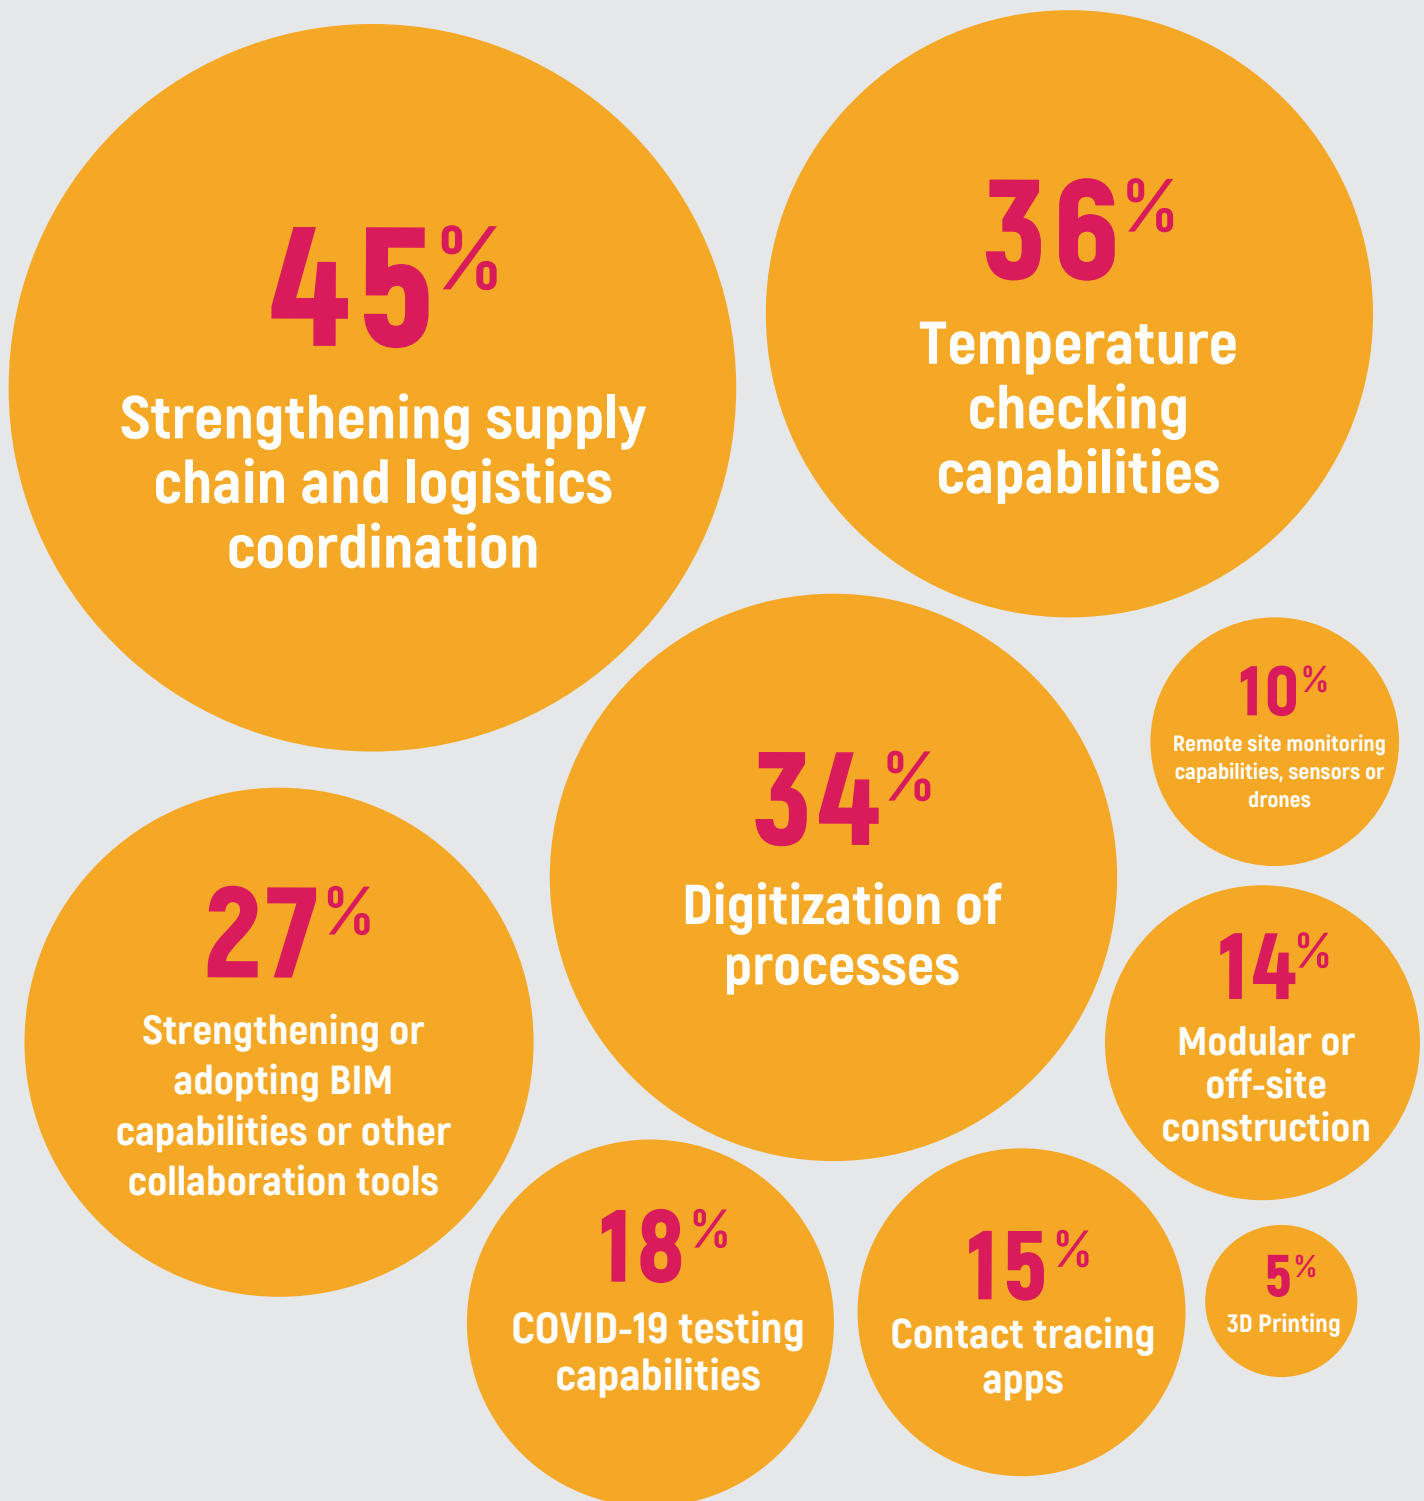 45%
Strengthening supply
chain and logistics
coordination
36%
Temperature
checking
capabilities
34%
Digitization of
processes
10%
Remote site monitoring
capabilities, sensors or
drones
27%
Strengthening or
adopting BIM
capabilities or other
collaboration tools
14%
Modular or
off-site
construction
18%
COVID-19 testing
capabilities
15%
Contact tracing
apps
5%
3D Printing